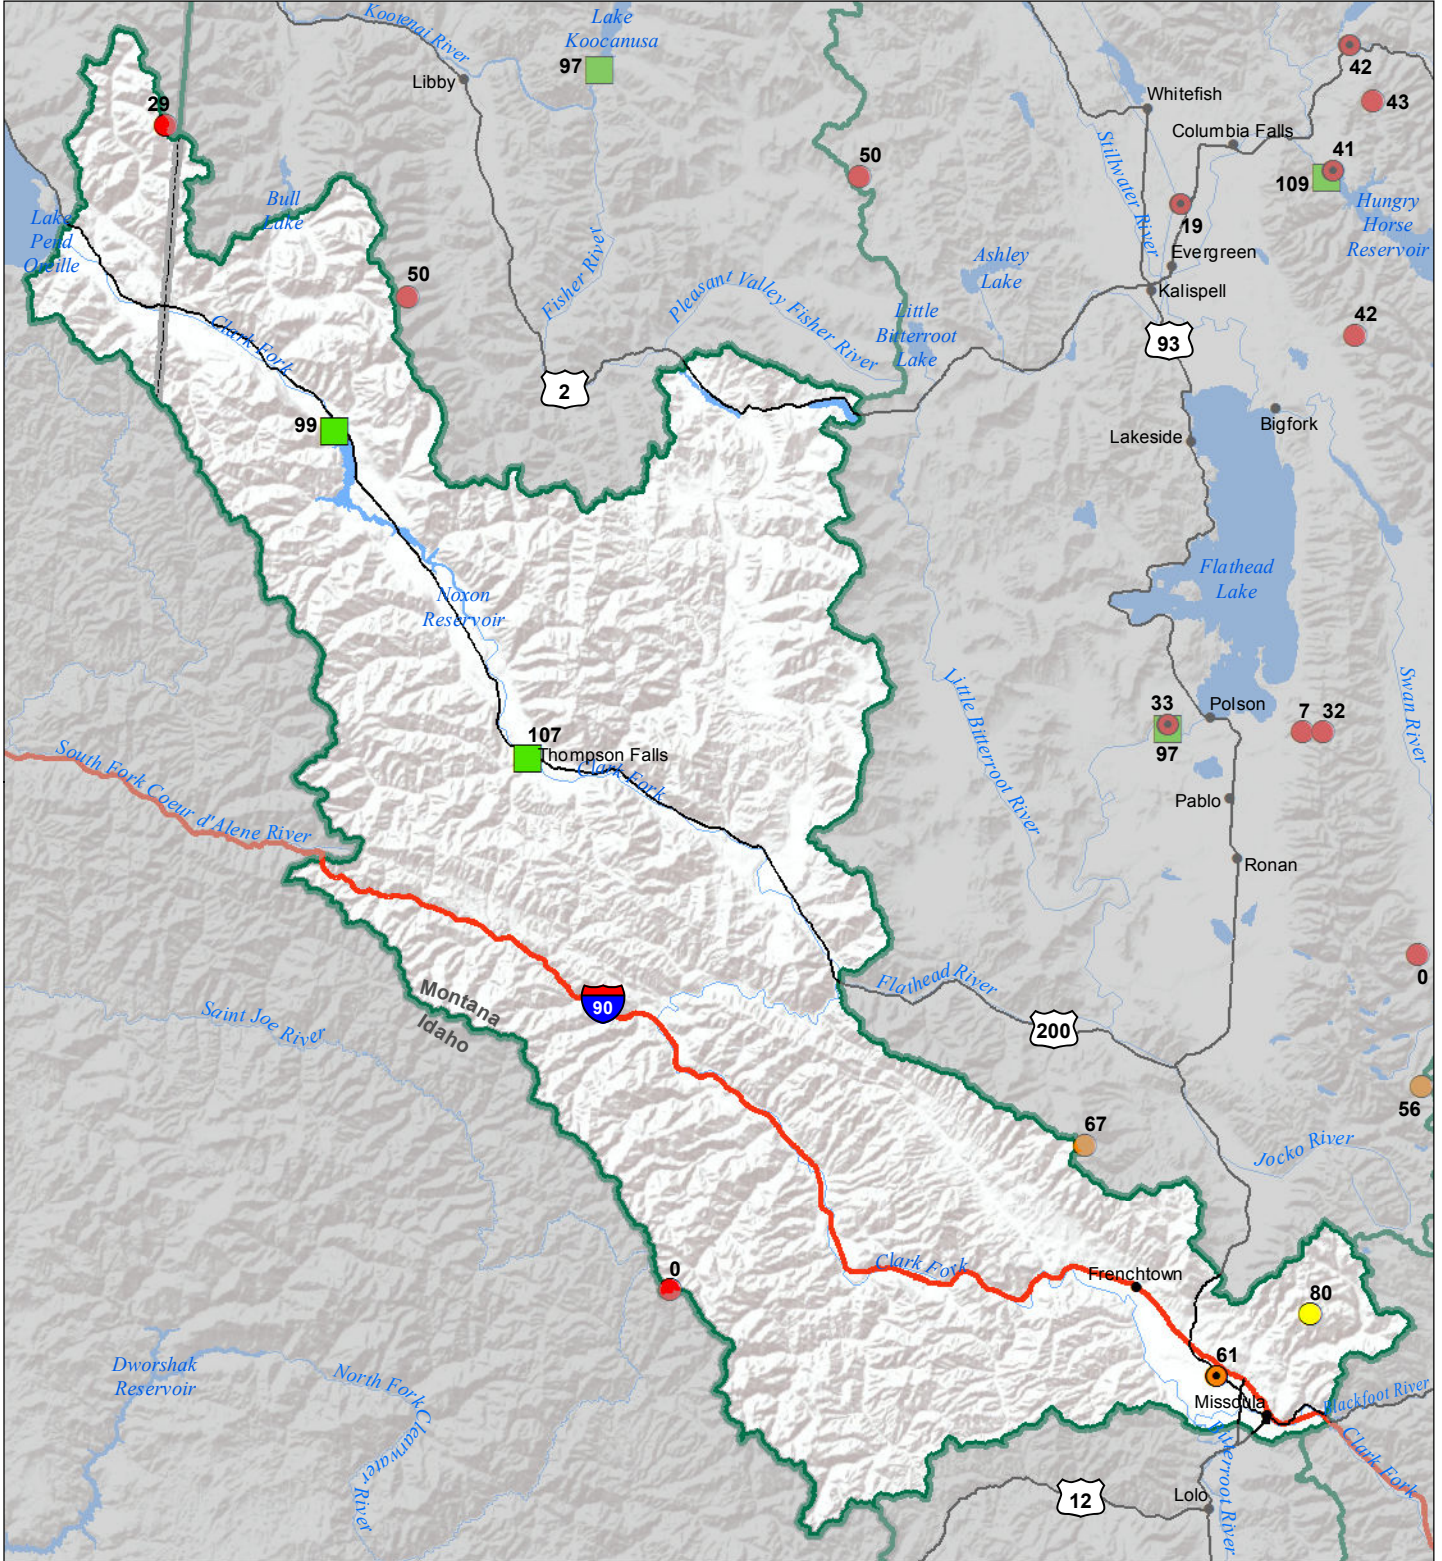 Kootenai River
Lake
Koocanusa
97
Libby
42
43
29
Whitefish
Columbia Falls
Stillwater River
50
41
109
Hungry
Horse
Reservoir
Bull
Lake
19
Lake
Pend
Oreille
Evergreen
Ashley
Lake
50
Fisher River
Pleasant Valley Fisher River
Kalispell
Little
Bitterroot
Lake
42
93
Clark Fork
2
99
Lakeside
Bigfork
Flathead
Lake
Noxon
Reservoir
Little Bitterroot River
Swan River
33
97
Polson
7
32
107
Thompson Falls
Clark Fork
South Fork Coeur d'Alene River
Pablo
Ronan
0
Flathead River
Montana
Idaho
90
Saint Joe River
200
56
67
Jocko River
0
Clark Fork
Frenchtown
80
61
Missoula
Blackfoot River
Clark Fork
Bitterroot River
Dworshak
Reservoir
North Fork Clearwater River
12
Lolo